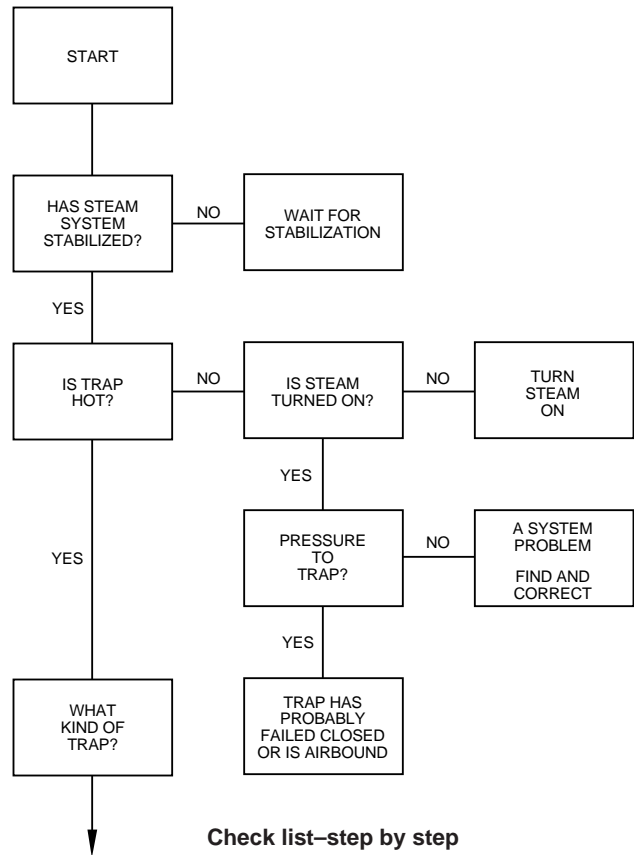 START
HAS STEAM
SYSTEM
STABILIZED?
NO
WAIT FOR
STABILIZATION
YES
IS TRAP
HOT?
NO
IS STEAM
TURNED ON?
NO
TURN
STEAM
ON
YES
YES
PRESSURE
TO
TRAP?
NO
A SYSTEM
PROBLEM
FIND AND
CORRECT
YES
WHAT
KIND OF
TRAP?
TRAP HAS
PROBABLY
FAILED CLOSED
OR IS AIRBOUND
Check list–step by step